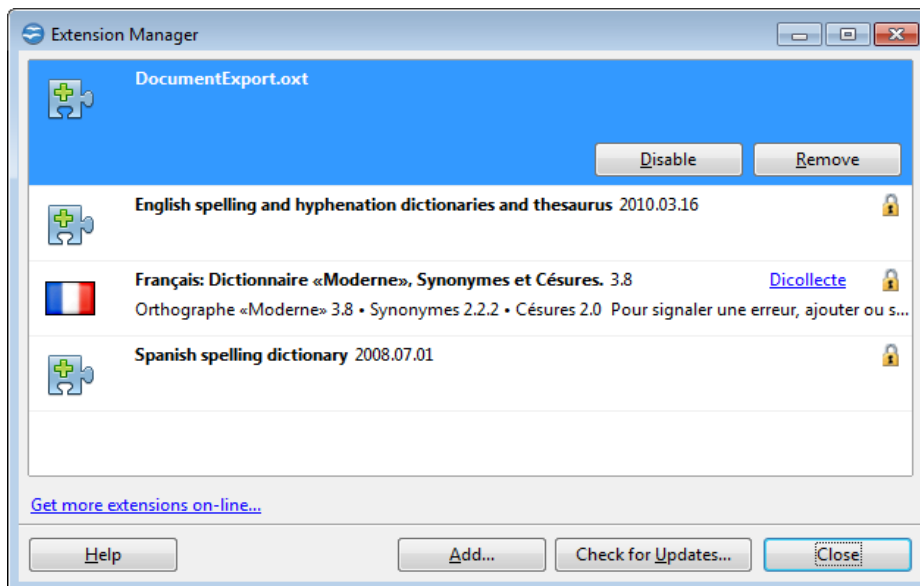 Extension Manager
DocumentExport.oxt
Disable Remove
English spelling and hyphenation dictionaries and thesaurus 2010.03.16
Français: Dictionnaire «Moderne», Synonymes et Césures. 3.8 Dicollecte
Orthographe «Moderne» 3.8 • Synonymes 2.2.2 • Césures 2.0 Pour signaler une erreur, ajouter ou s...
Spanish spelling dictionary 2008.07.01
Get more extensions on-line...
Help Add... Check for Updates... Close